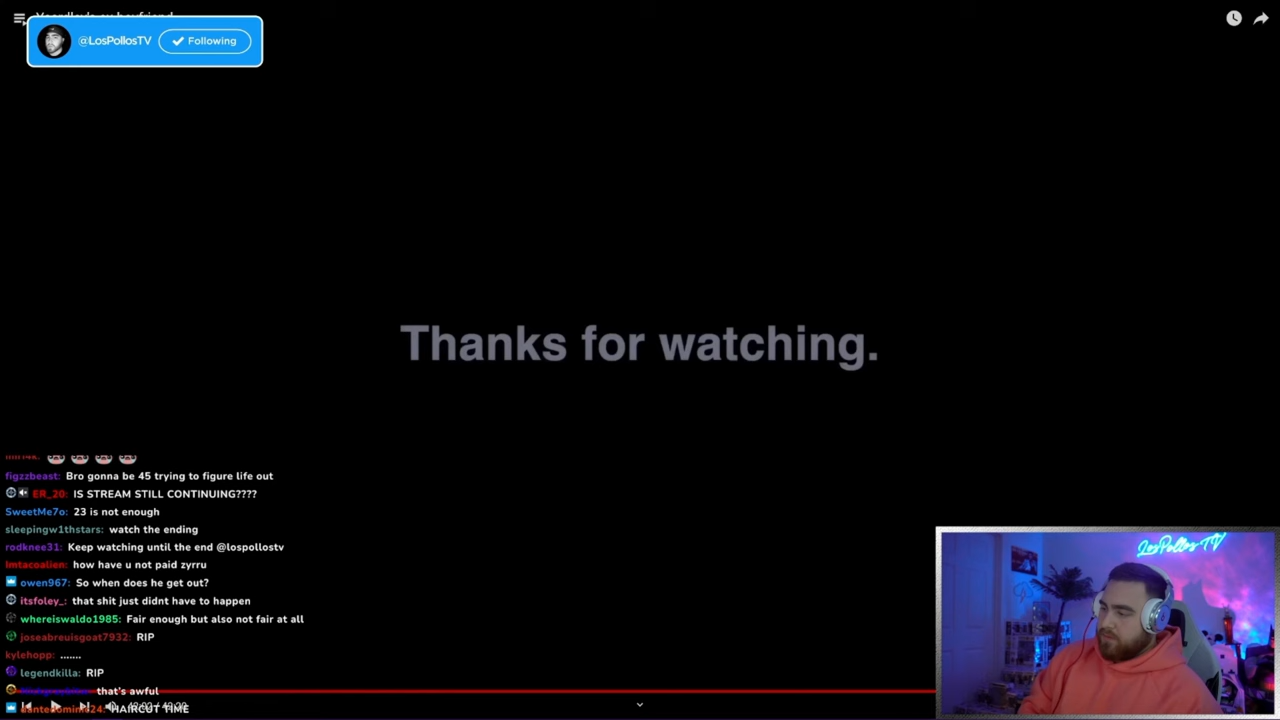 @LosPollosTV Following
Thanks for watching.
figzzbeast: Bro gonna be 45 trying to figure life out
ER_20: IS STREAM STILL CONTINUING????
SweetMe7o: 23 is not enough
sleepingw1thstars: watch the ending
rodknee31: Keep watching until the end @lospollostv
Imtacoalien: how have u not paid zyrru
owen967: So when does he get out?
itsfoley_: that shit just didnt have to happen
whereiswaldo1985: Fair enough but also not fair at all
joseabreuisgoat7932: RIP
kylehopp: .......
legendkilla: RIP
that's awful
HAIRCUT TIME
LosPollosTV